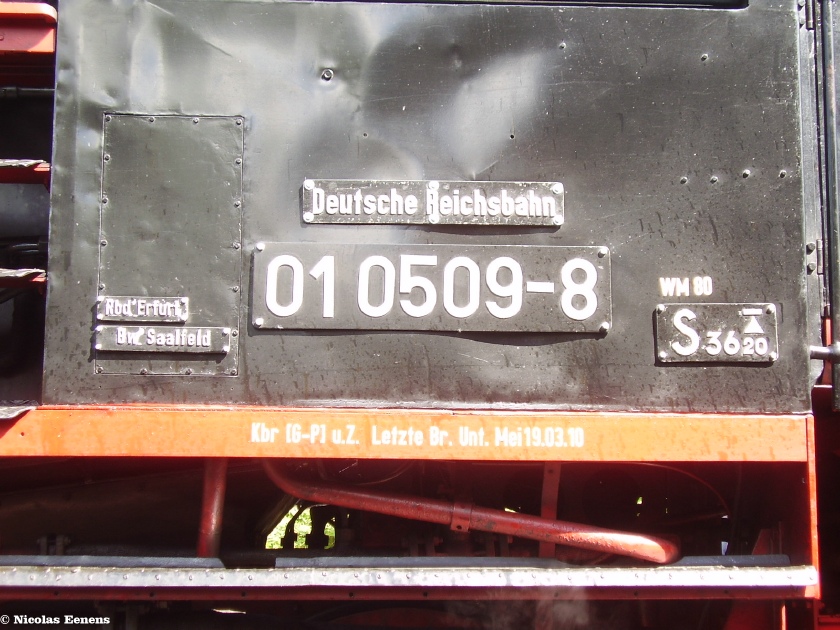 Deutsche Reichsbahn
01 0509-8
Rbd Erfurt
Bw Saalfeld
WM 80
S 36 20
Kbr (G-P) u.Z. Letzte Br. Unt. Mei 19.03.10
© Nicolas Eenens